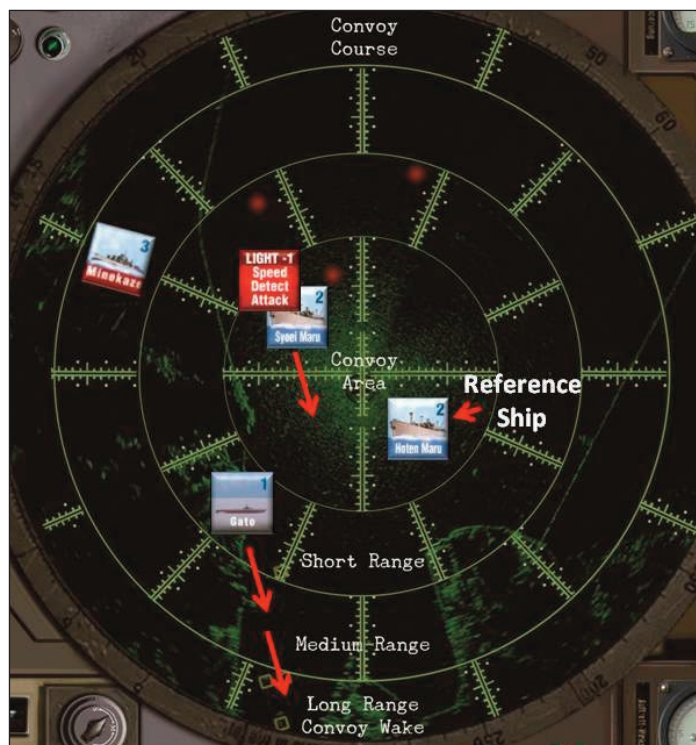 Convoy
Course
20
50
60
3
Minekaze
LIGHT -1
Speed
Detect
Attack
2
Syoei Maru
Convoy
Area
Reference
Ship
2
Hoten Maru
1
Gato
Short Range
Medium Range
Long Range
Convoy Wake
250